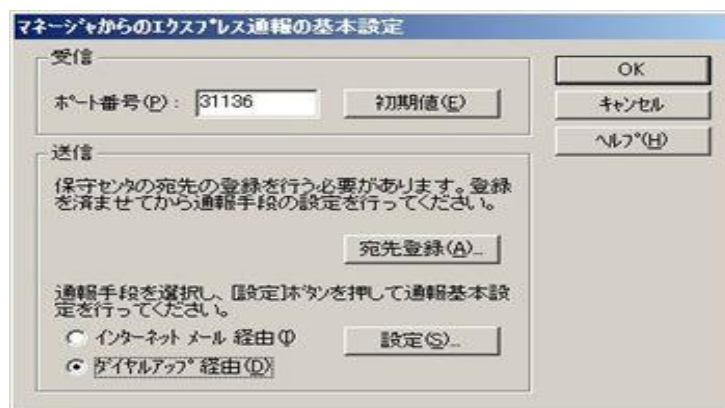 マネージャからのエクスプレス通報の基本設定
受信
ポート番号(P) : 31136 初期値(E)
OK
キャンセル
ヘルプ(H)
送信
保守センタの宛先の登録を行う必要があります。登録
を済ませてから通報手段の設定を行ってください。
宛先登録(A)...
通報手段を選択し、[設定]ボタンを押して通報基本設
定を行ってください。
インターネット メール 経由(I)
設定(S)...
ダイヤルアップ 経由(D)